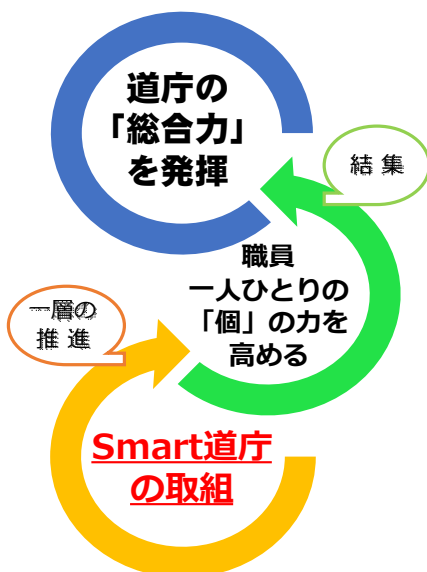 道庁の
「総合力」
を発揮
結 集
職員
一人ひとりの
「個」の力を
高める
一層の
推 進
Smart道庁
の取組